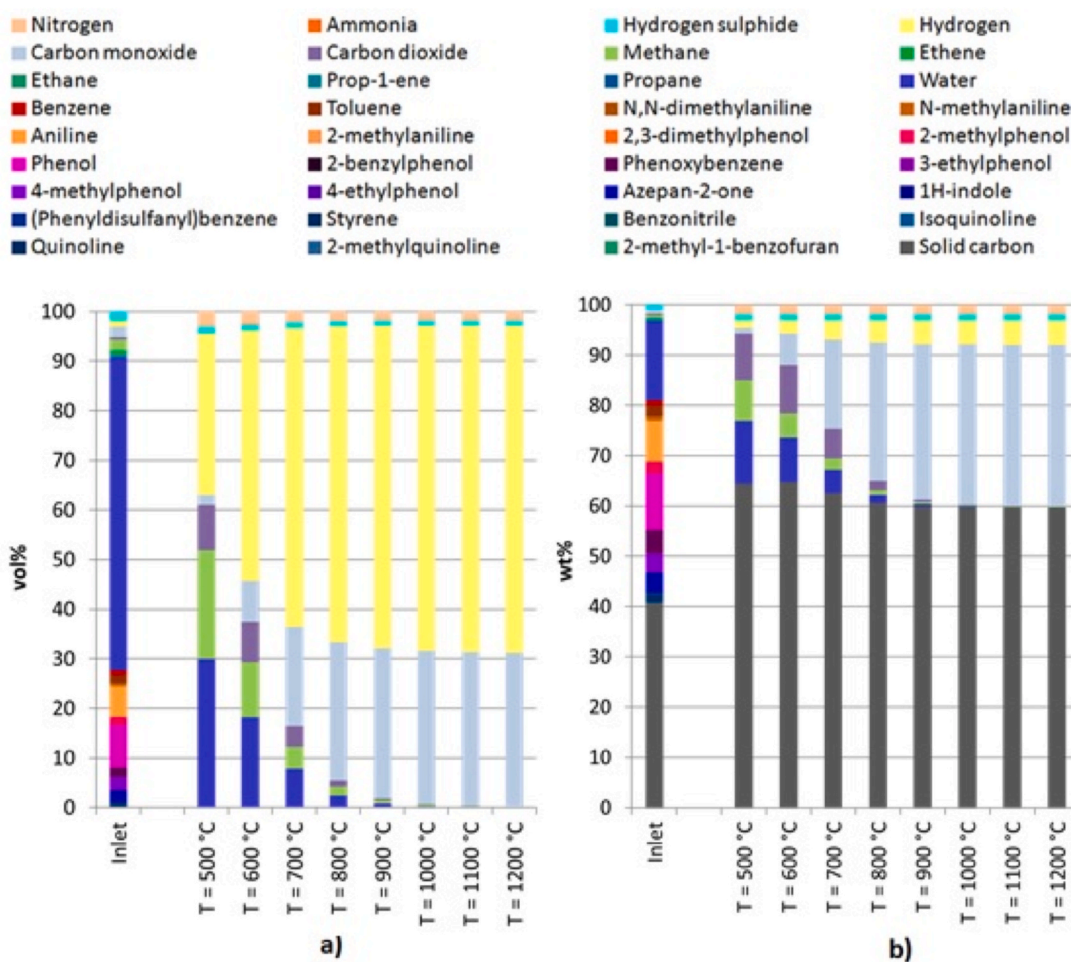 Nitrogen Ammonia Hydrogen sulphide Hydrogen
Carbon monoxide Carbon dioxide Methane Ethene
Ethane Prop-1-ene Propane Water
Benzene Toluene N,N-dimethylaniline N-methylaniline
Aniline 2-methylaniline 2,3-dimethylphenol 2-methylphenol
Phenol 2-benzylphenol Phenoxybenzene 3-ethylphenol
4-methylphenol 4-ethylphenol Azepan-2-one 1H-indole
(Phenyldisulfanyl)benzene Styrene Benzonitrile Isoquinoline
Quinoline 2-methylquinoline 2-methyl-1-benzofuran Solid carbon
100
90
80
70
60
50
40
30
20
10
0
vol%
Inlet
T = 500 °C
T = 600 °C
T = 700 °C
T = 800 °C
T = 900 °C
T = 1000 °C
T = 1100 °C
T = 1200 °C
a)
100
90
80
70
60
50
40
30
20
10
0
wt%
Inlet
T = 500 °C
T = 600 °C
T = 700 °C
T = 800 °C
T = 900 °C
T = 1000 °C
T = 1100 °C
T = 1200 °C
b)